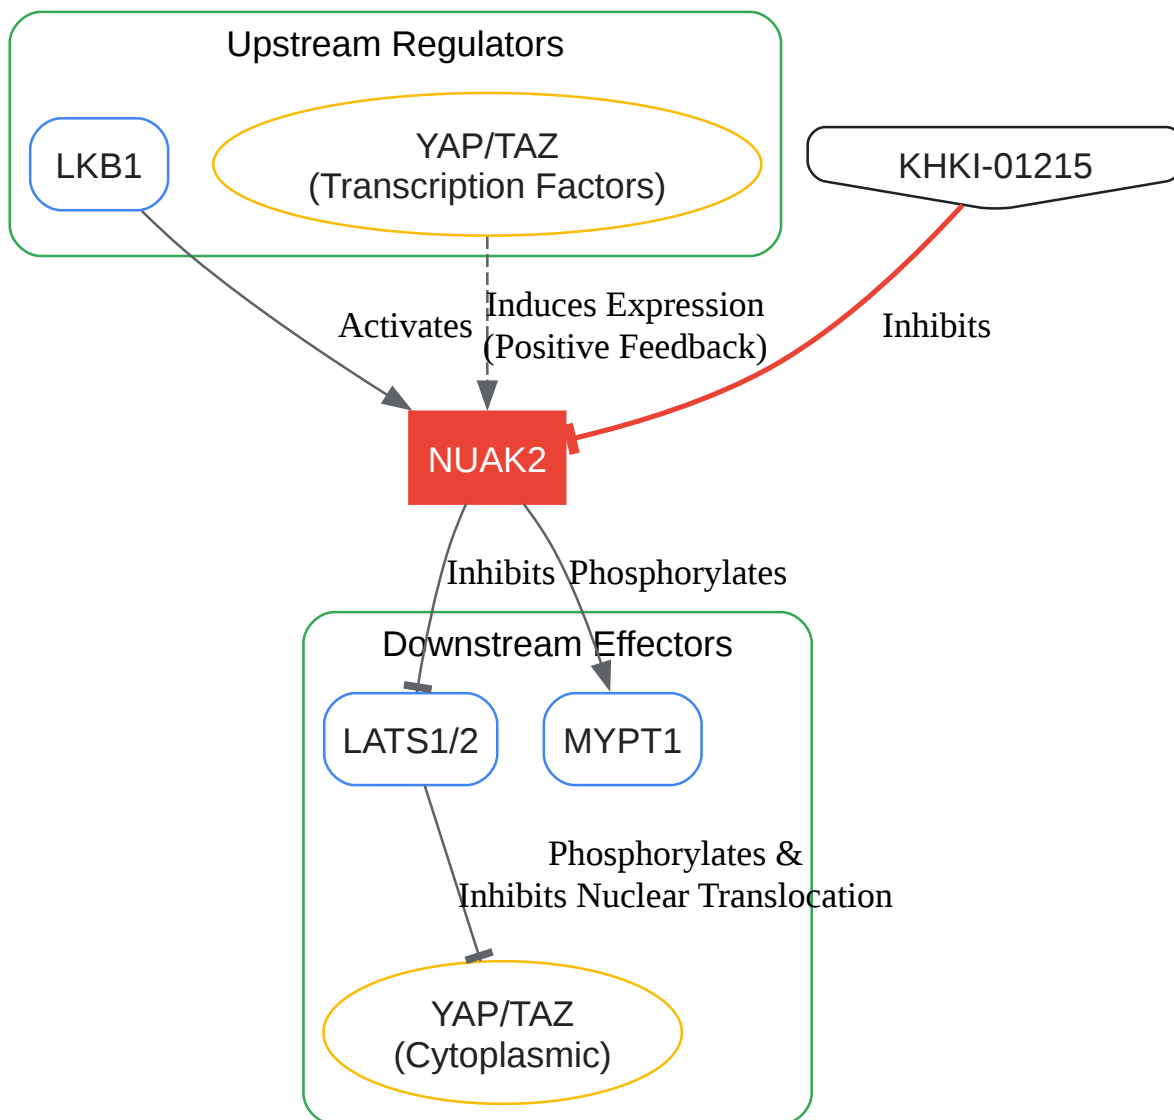 Upstream Regulators
LKB1
YAP/TAZ
(Transcription Factors)
KHKI-01215
Activates
Induces Expression
(Positive Feedback)
Inhibits
NUAK2
Inhibits
Phosphorylates
Downstream Effectors
LATS1/2
MYPT1
Phosphorylates &
Inhibits Nuclear Translocation
YAP/TAZ
(Cytoplasmic)